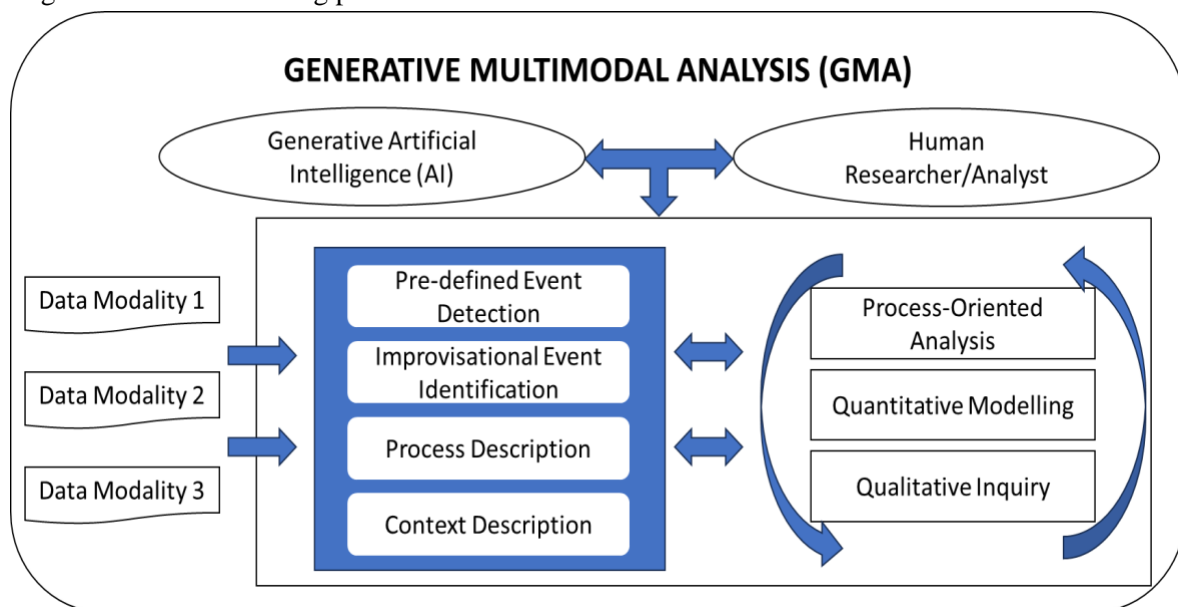 GENERATIVE MULTIMODAL ANALYSIS (GMA)
Generative Artificial
Intelligence (AI)
Human
Researcher/Analyst
Data Modality 1
Data Modality 2
Data Modality 3
Pre-defined Event
Detection
Improvisational Event
Identification
Process Description
Context Description
Process-Oriented
Analysis
Quantitative Modelling
Qualitative Inquiry